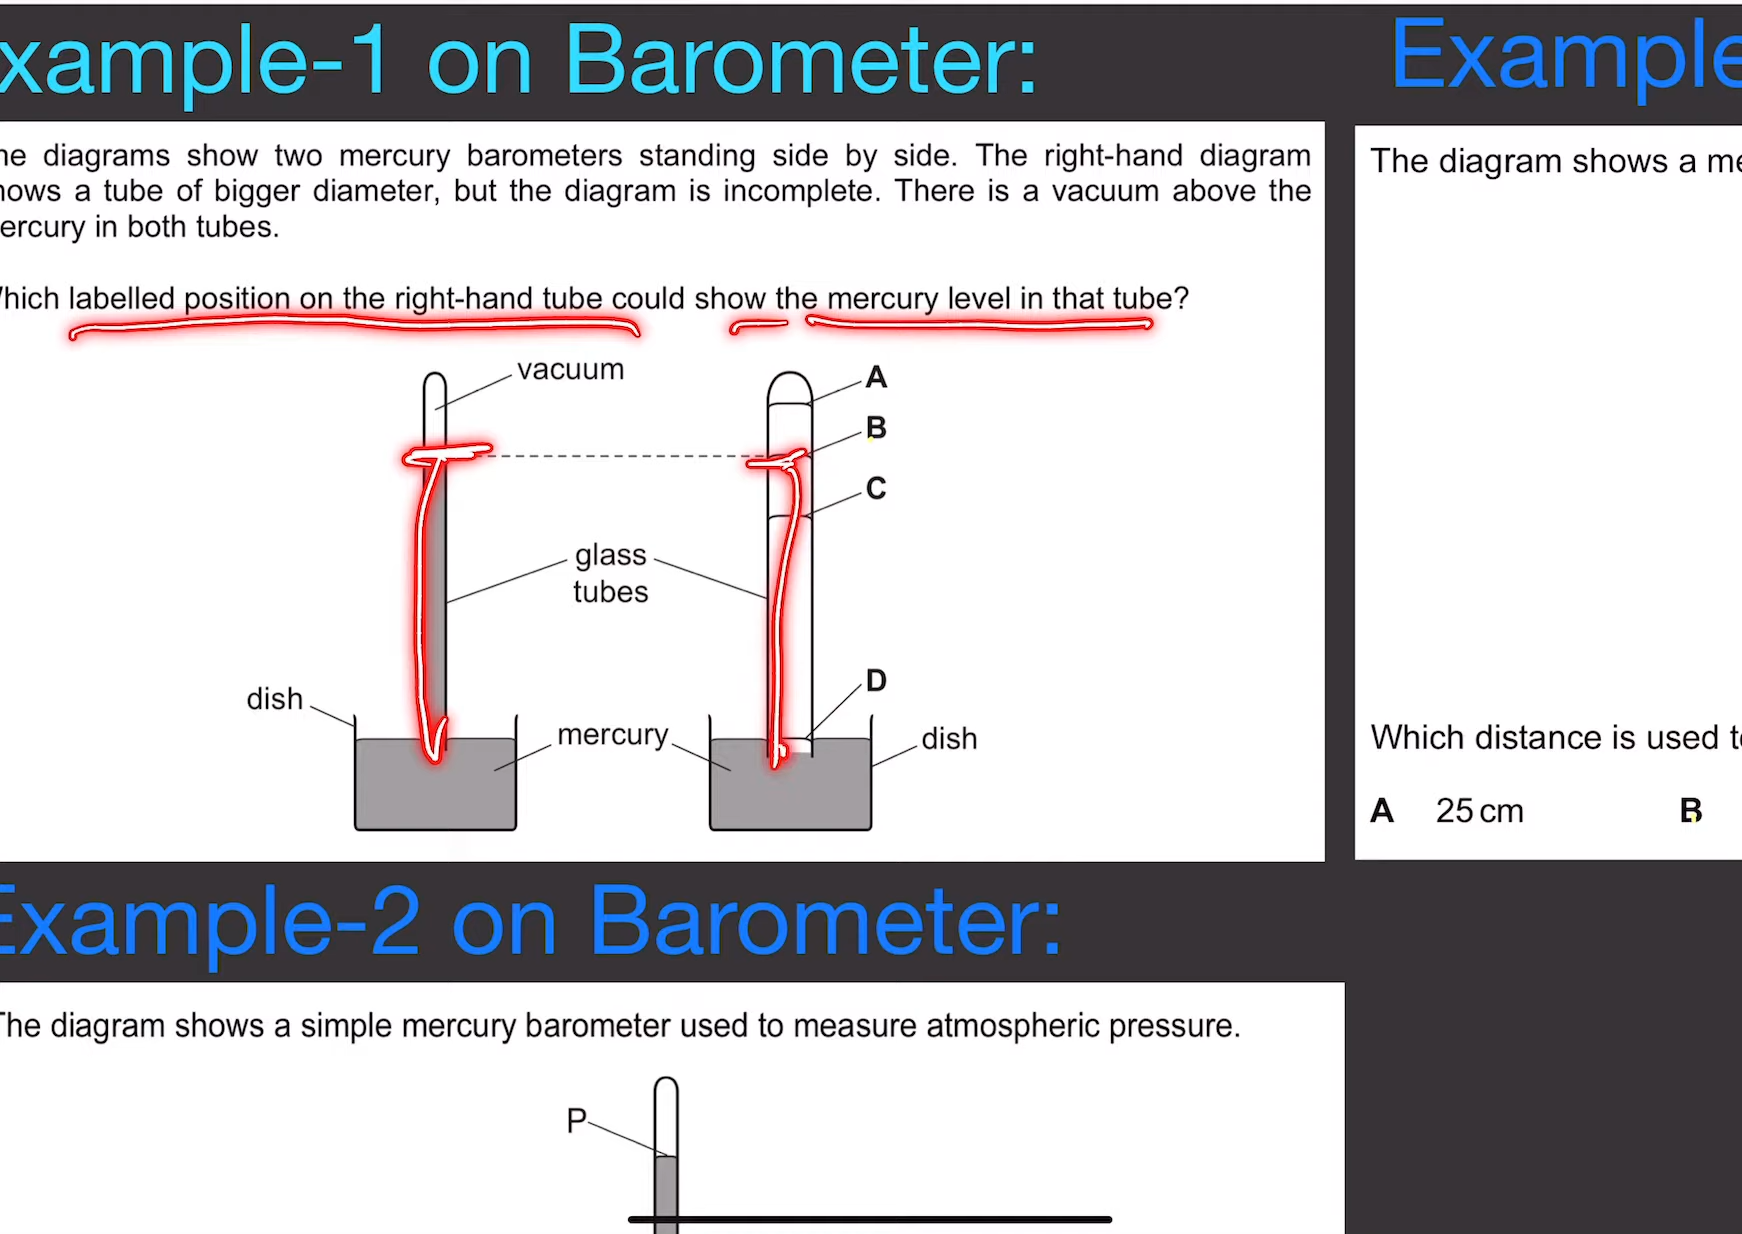 xample-1 on Barometer:
Example
he diagrams show two mercury barometers standing side by side. The right-hand diagram
hows a tube of bigger diameter, but the diagram is incomplete. There is a vacuum above the
ercury in both tubes.
hich labelled position on the right-hand tube could show the mercury level in that tube?
vacuum
A
B
C
glass
tubes
D
dish
mercury
dish
The diagram shows a me
Which distance is used to
A 25 cm B
Example-2 on Barometer:
The diagram shows a simple mercury barometer used to measure atmospheric pressure.
P